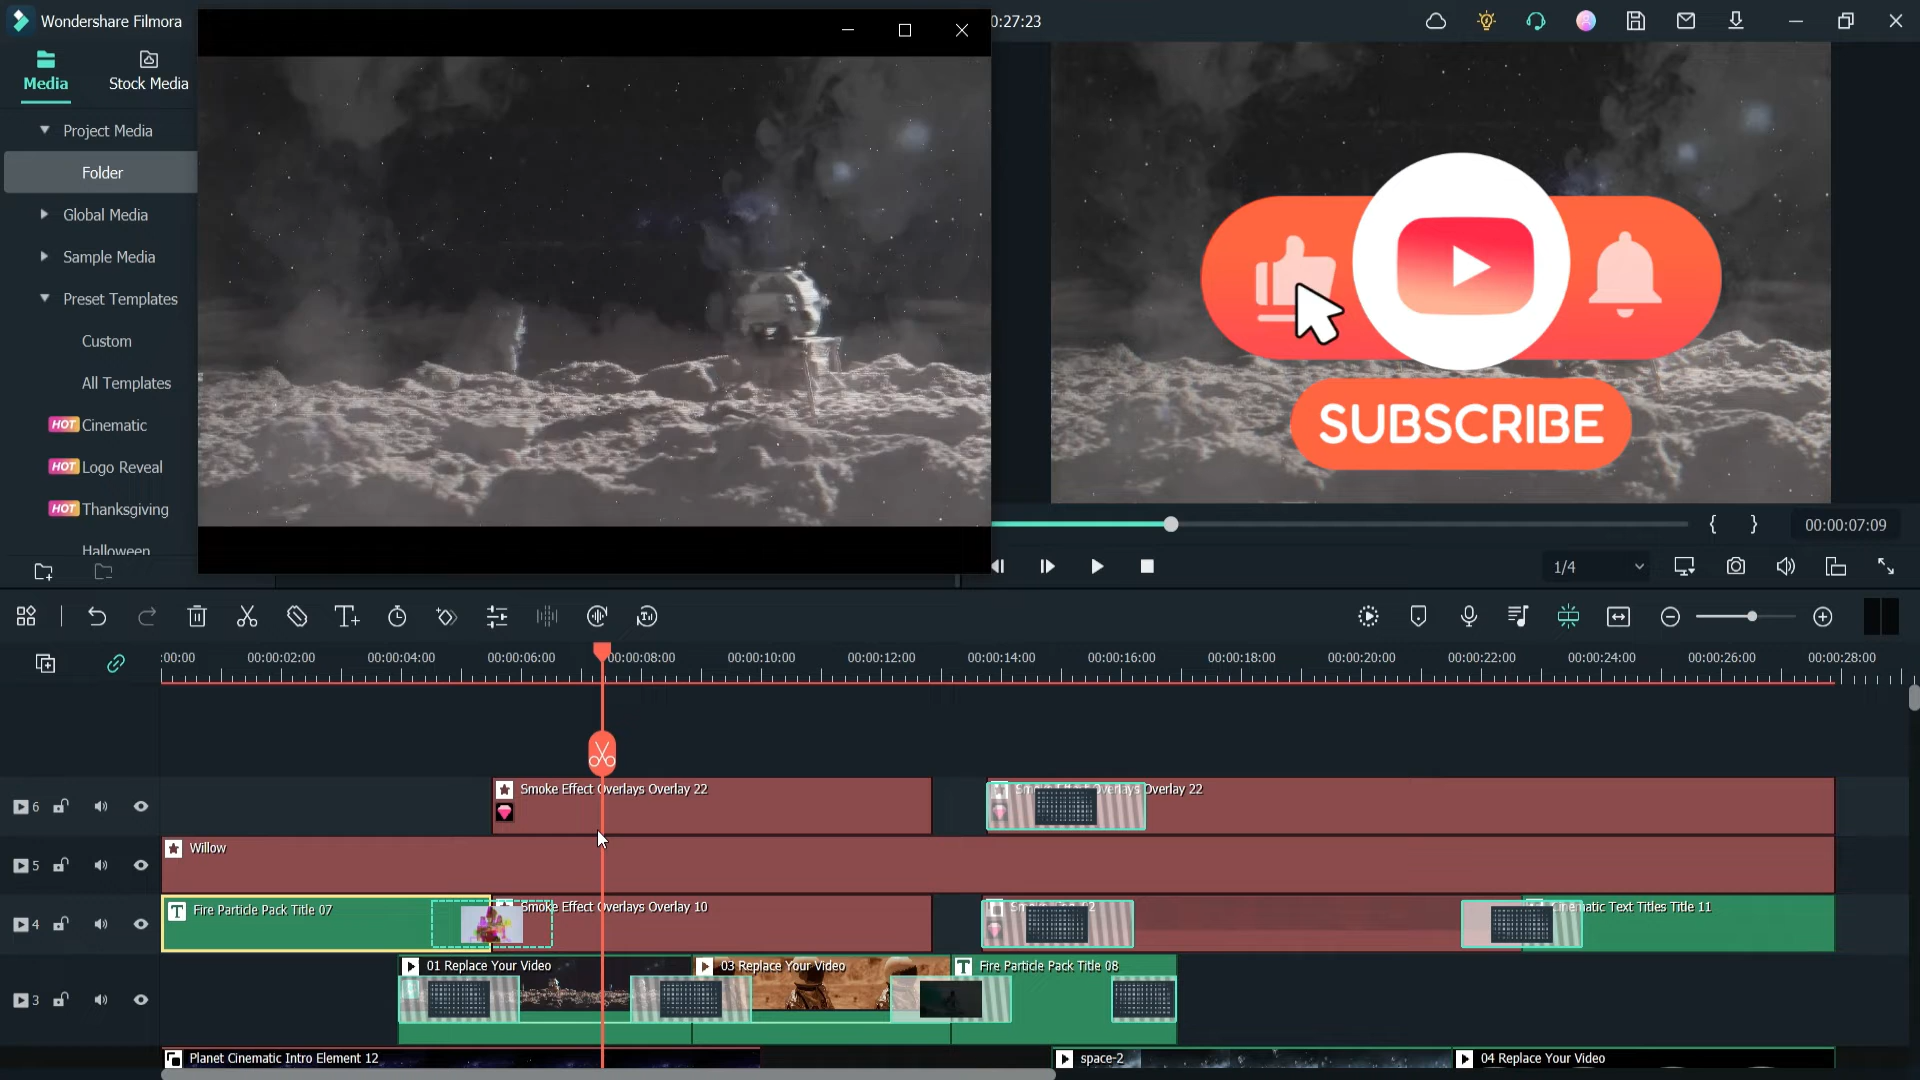 Wondershare Filmora
0:27:23
Media
Stock Media
Project Media
Folder
Global Media
Sample Media
Preset Templates
Custom
All Templates
HOT Cinematic
HOT Logo Reveal
HOT Thanksgiving
Halloween
SUBSCRIBE
{ }
00:00:07:09
1/4
:00:00
00:00:02:00
00:00:04:00
00:00:06:00
00:00:08:00
00:00:10:00
00:00:12:00
00:00:14:00
00:00:16:00
00:00:18:00
00:00:20:00
00:00:22:00
00:00:24:00
00:00:26:00
00:00:28:00
6
Smoke Effect Overlays Overlay 22
Overlays Overlay 22
5
Willow
4
Fire Particle Pack Title 07
Smoke Effect Overlays Overlay 10
Cinematic Text Titles Title 11
3
01 Replace Your Video
03 Replace Your Video
Fire Particle Pack Title 08
Planet Cinematic Intro Element 12
space-2
04 Replace Your Video